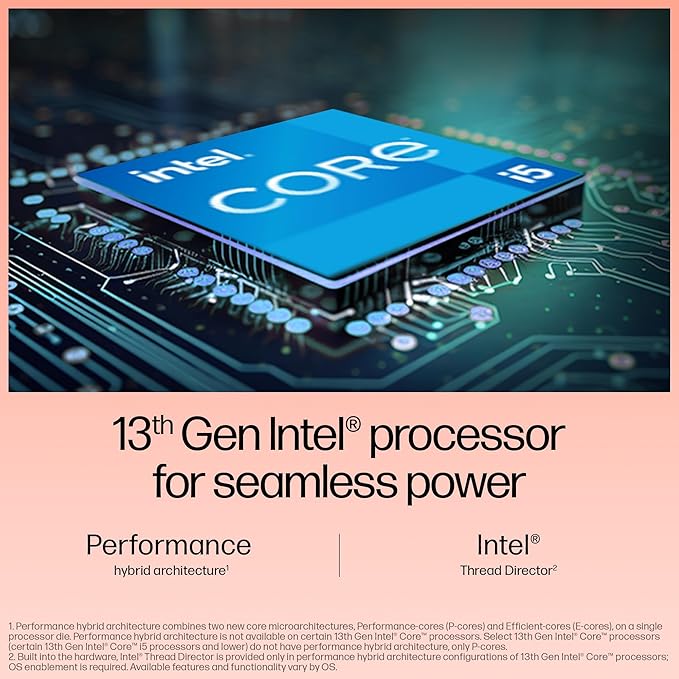 intel.
CORE™
i5
13th Gen Intel® processor
for seamless power
Performance
hybrid architecture1
Intel®
Thread Director2
1. Performance hybrid architecture combines two new core microarchitectures, Performance-cores (P-cores) and Efficient-cores (E-cores), on a single
processor die. Performance hybrid architecture is not available on certain 13th Gen Intel® Core™ processors. Select 13th Gen Intel® Core™ processors
(certain 13th Gen Intel® Core™ i5 processors and lower) do not have performance hybrid architecture, only P-cores.
2. Built into the hardware, Intel® Thread Director is provided only in performance hybrid architecture configurations of 13th Gen Intel® Core™ processors;
OS enablement is required. Available features and functionality vary by OS.